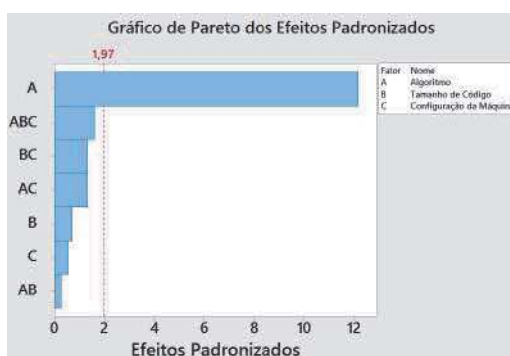 Gráfico de Pareto dos Efeitos Padronizados
1,97
Fator Nome
A Algoritmo
B Tamanho de Código
C Configuração da Máquin
A
ABC
BC
AC
B
C
AB
0 2 4 6 8 10 12
Efeitos Padronizados